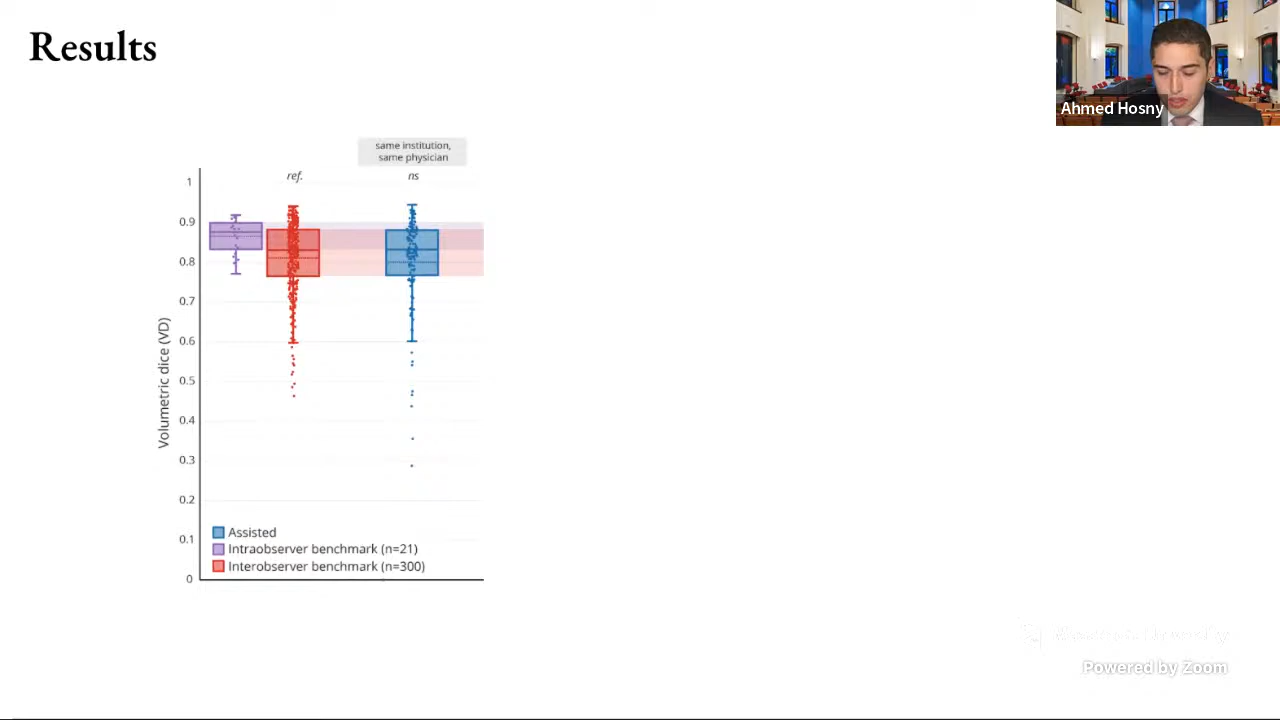 Results
Ahmed Hosny
same institution,
same physician
ref.
ns
1
0.9
0.8
0.7
0.6
0.5
0.4
0.3
0.2
0.1
0
Volumetric dice (VD)
Assisted
Intraobserver benchmark (n=21)
Interobserver benchmark (n=300)
Powered by Zoom